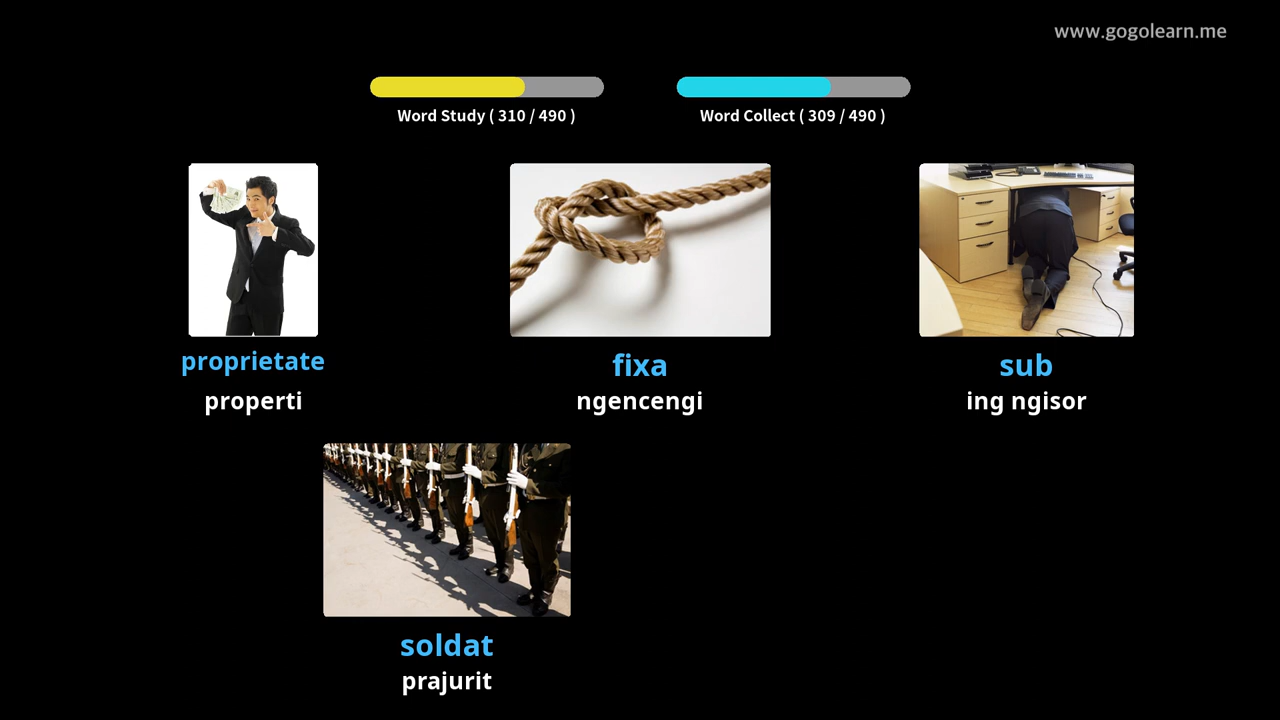 www.gogolearn.me
Word Study ( 310 / 490 )
Word Collect ( 309 / 490 )
proprietate
properti
fixa
ngencengi
sub
ing ngisor
soldat
prajurit